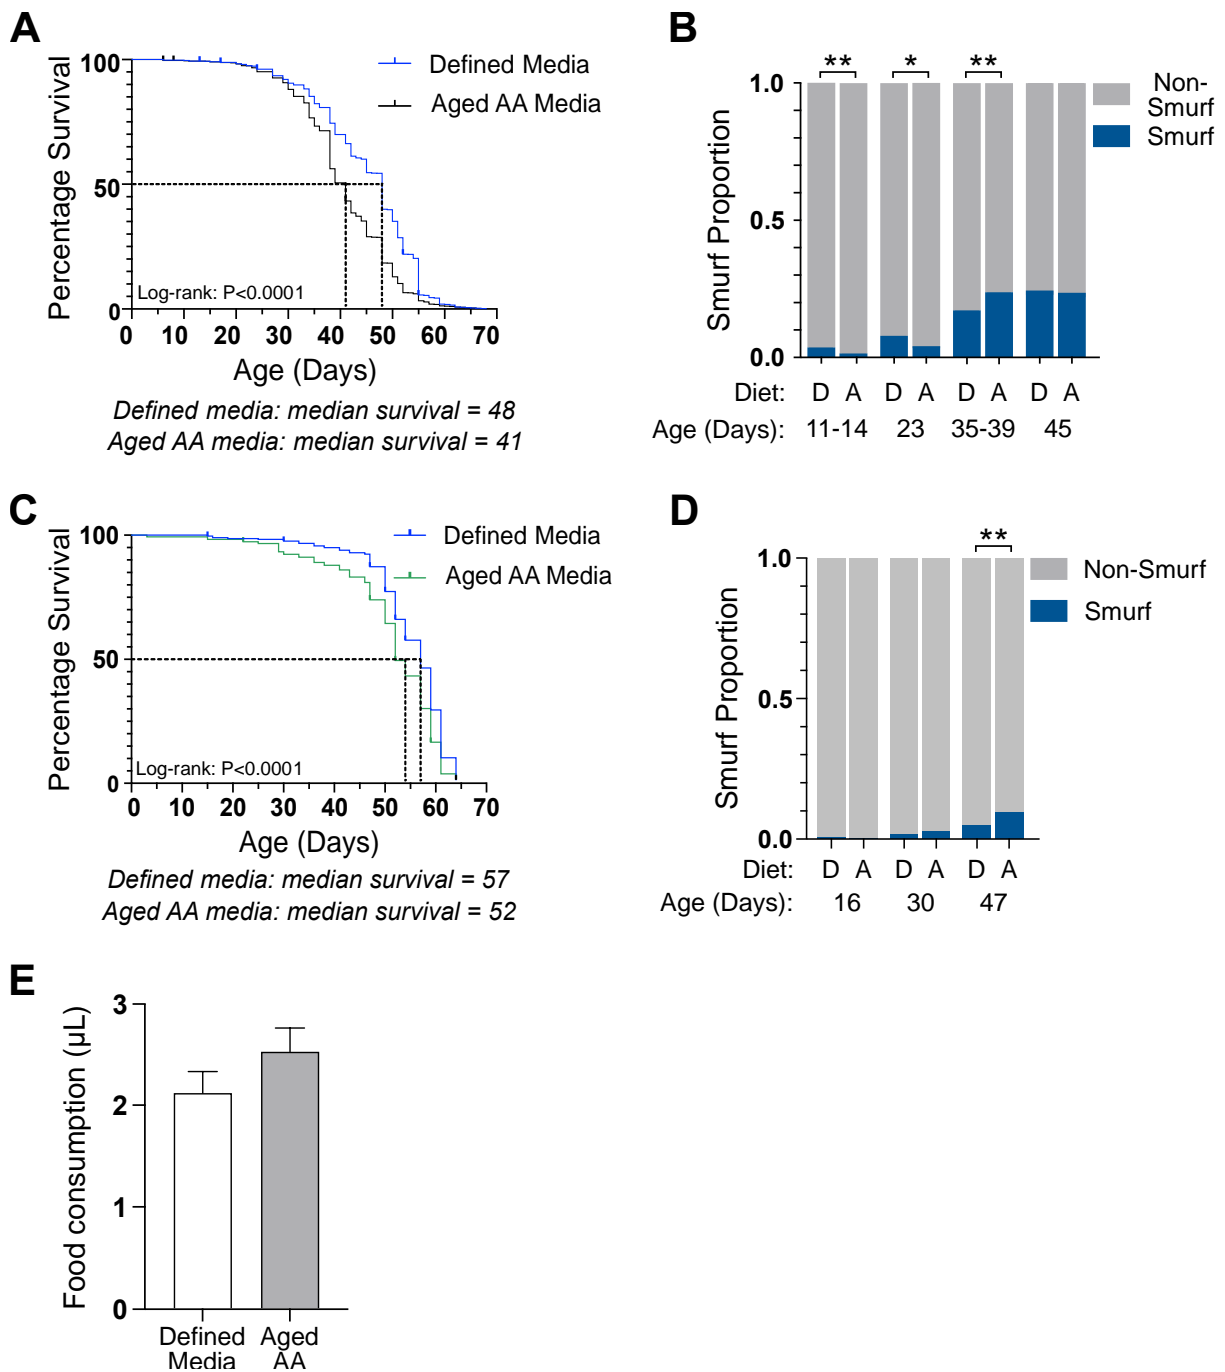 A
Percentage Survival
100
50
0
Defined Media
Aged AA Media
Log-rank: P<0.0001
0 10 20 30 40 50 60 70
Age (Days)
Defined media: median survival = 48
Aged AA media: median survival = 41
B
Smurf Proportion
1.0
0.5
0.0
** * **
Non-
Smurf
Smurf
Diet: D A D A D A D A
Age (Days): 11-14 23 35-39 45
C
Percentage Survival
100
50
0
Defined Media
Aged AA Media
Log-rank: P<0.0001
0 10 20 30 40 50 60 70
Age (Days)
Defined media: median survival = 57
Aged AA media: median survival = 52
D
Smurf Proportion
1.0
0.5
0.0
**
Non-Smurf
Smurf
Diet: D A D A D A
Age (Days): 16 30 47
E
Food consumption (μL)
3
2
1
0
Defined
Media
Aged
AA